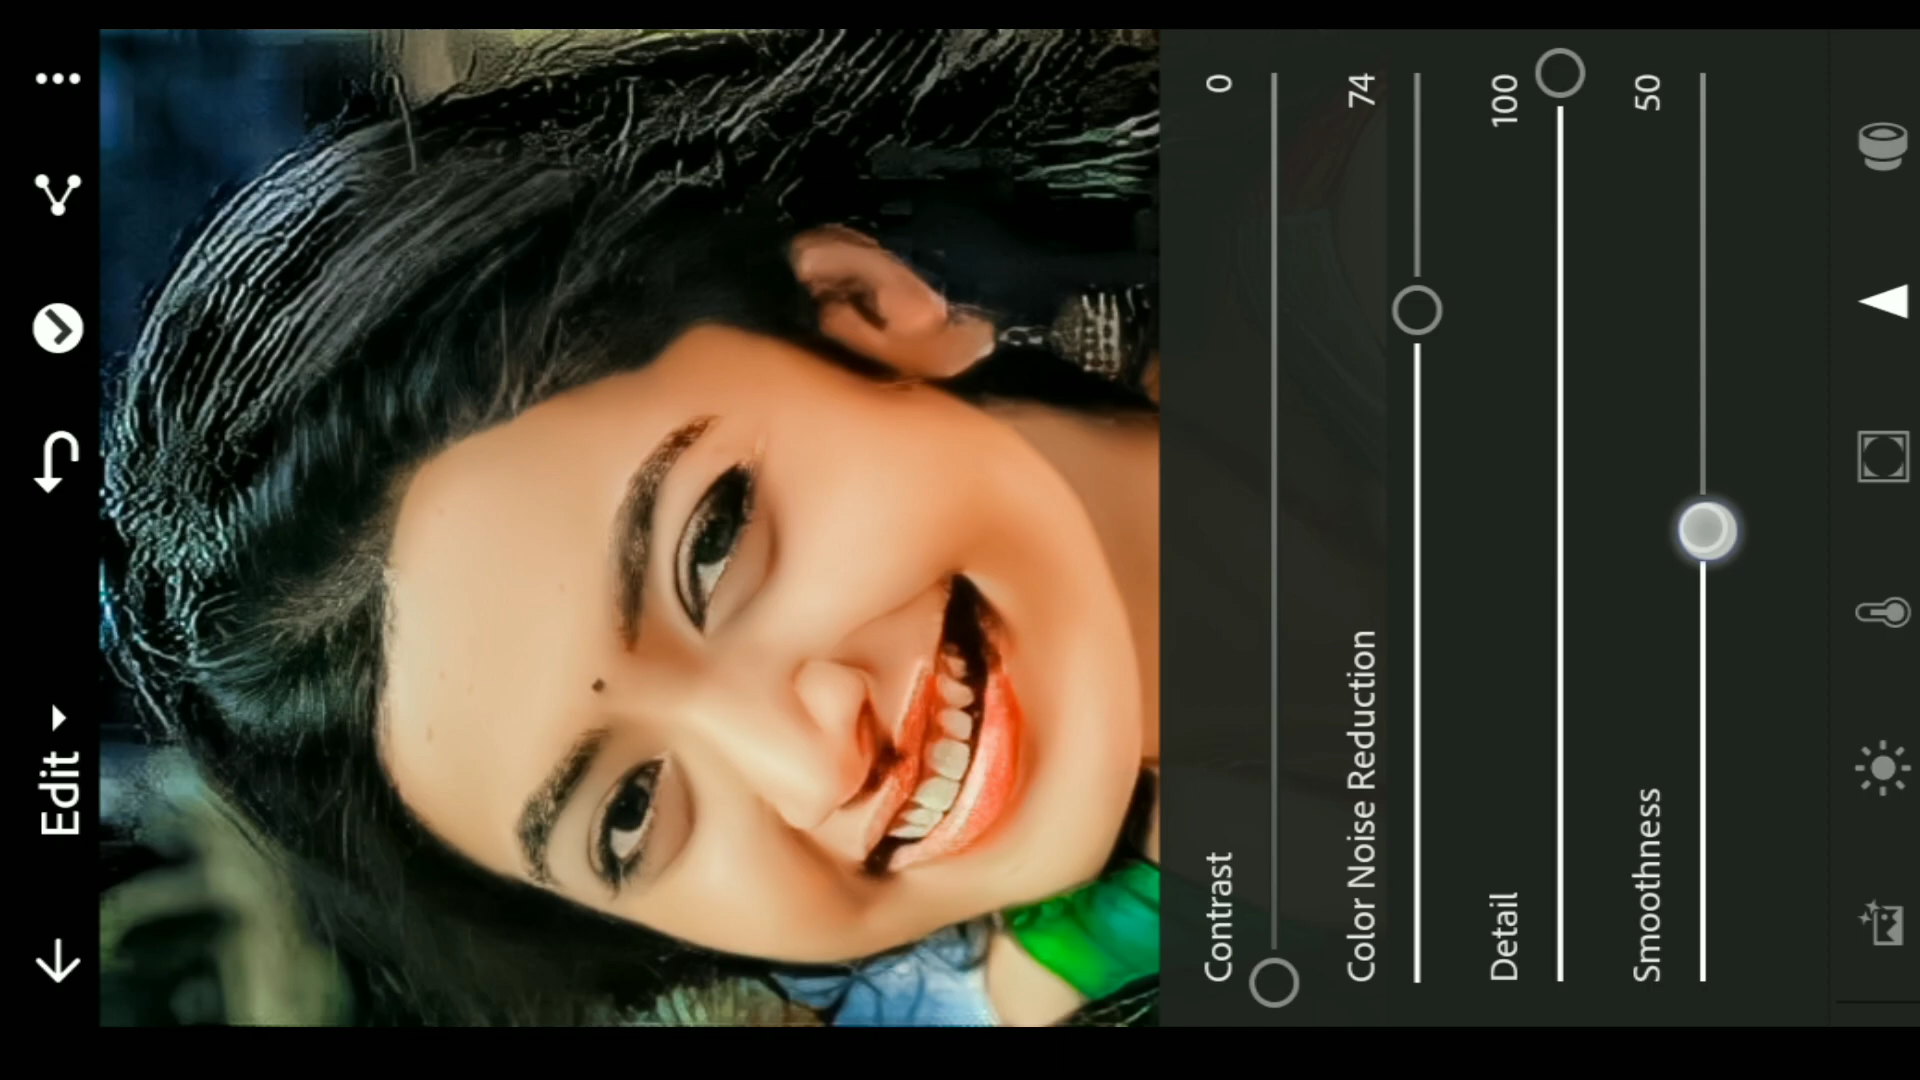 Edit
Contrast 0
Color Noise Reduction 74
Detail 100
Smoothness 50